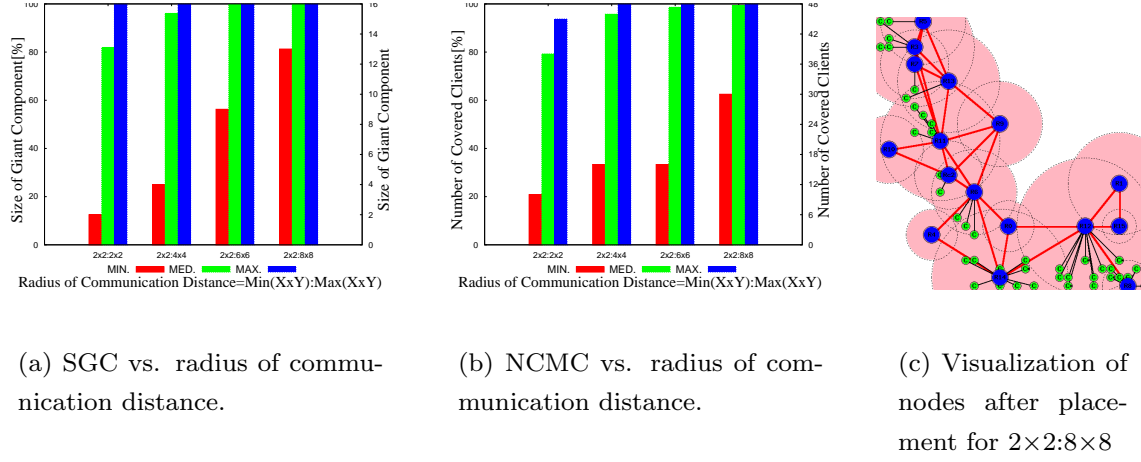 100
80
60
40
20
0
Size of Giant Component[%]
16
14
12
10
8
6
4
2
0
Size of Giant Component
2x2:2x2 2x2:4x4 2x2:6x6 2x2:8x8
MIN. MED. MAX.
Radius of Communication Distance=Min(XxY):Max(XxY)
100
80
60
40
20
0
Number of Covered Clients[%]
48
42
36
30
24
18
12
6
0
Number of Covered Clients
2x2:2x2 2x2:4x4 2x2:6x6 2x2:8x8
MIN. MED. MAX.
Radius of Communication Distance=Min(XxY):Max(XxY)
(a) SGC vs. radius of commu-
nication distance.
(b) NCMC vs. radius of com-
munication distance.
(c) Visualization of
nodes after place-
ment for 2×2:8×8